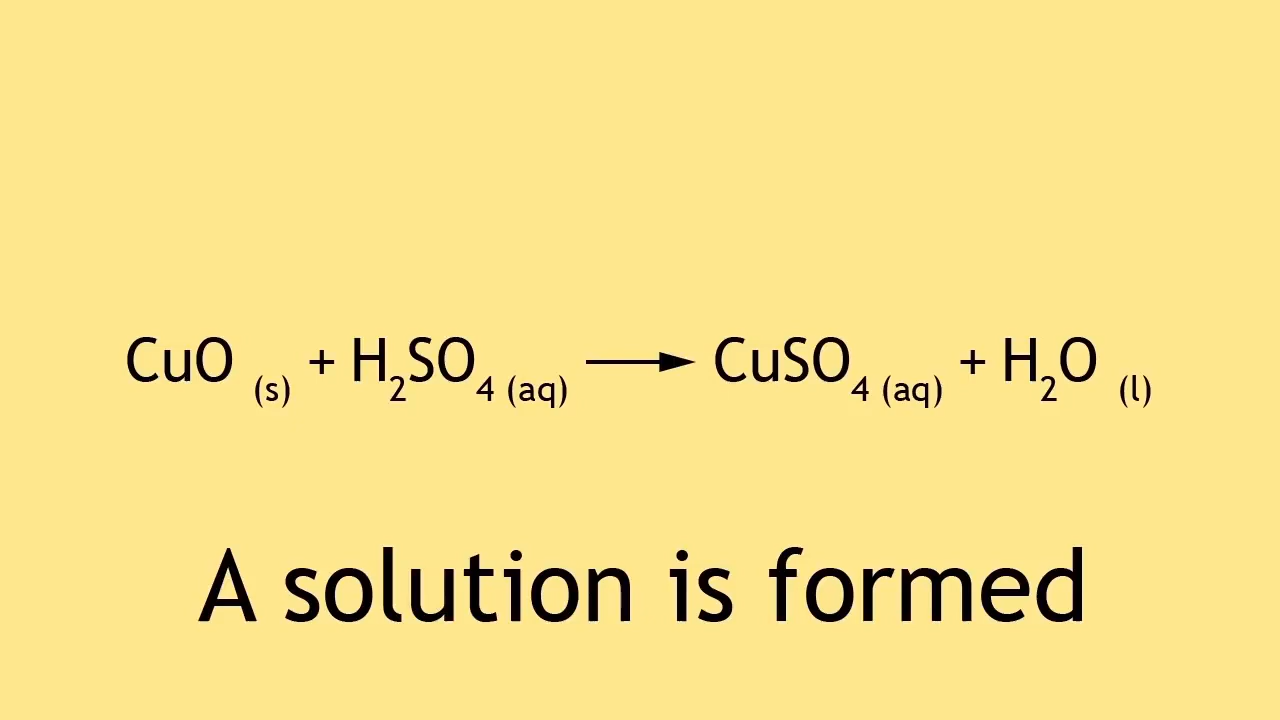 CuO (s) + H₂SO₄ (aq) ⟶ CuSO₄ (aq) + H₂O (l)
A solution is formed